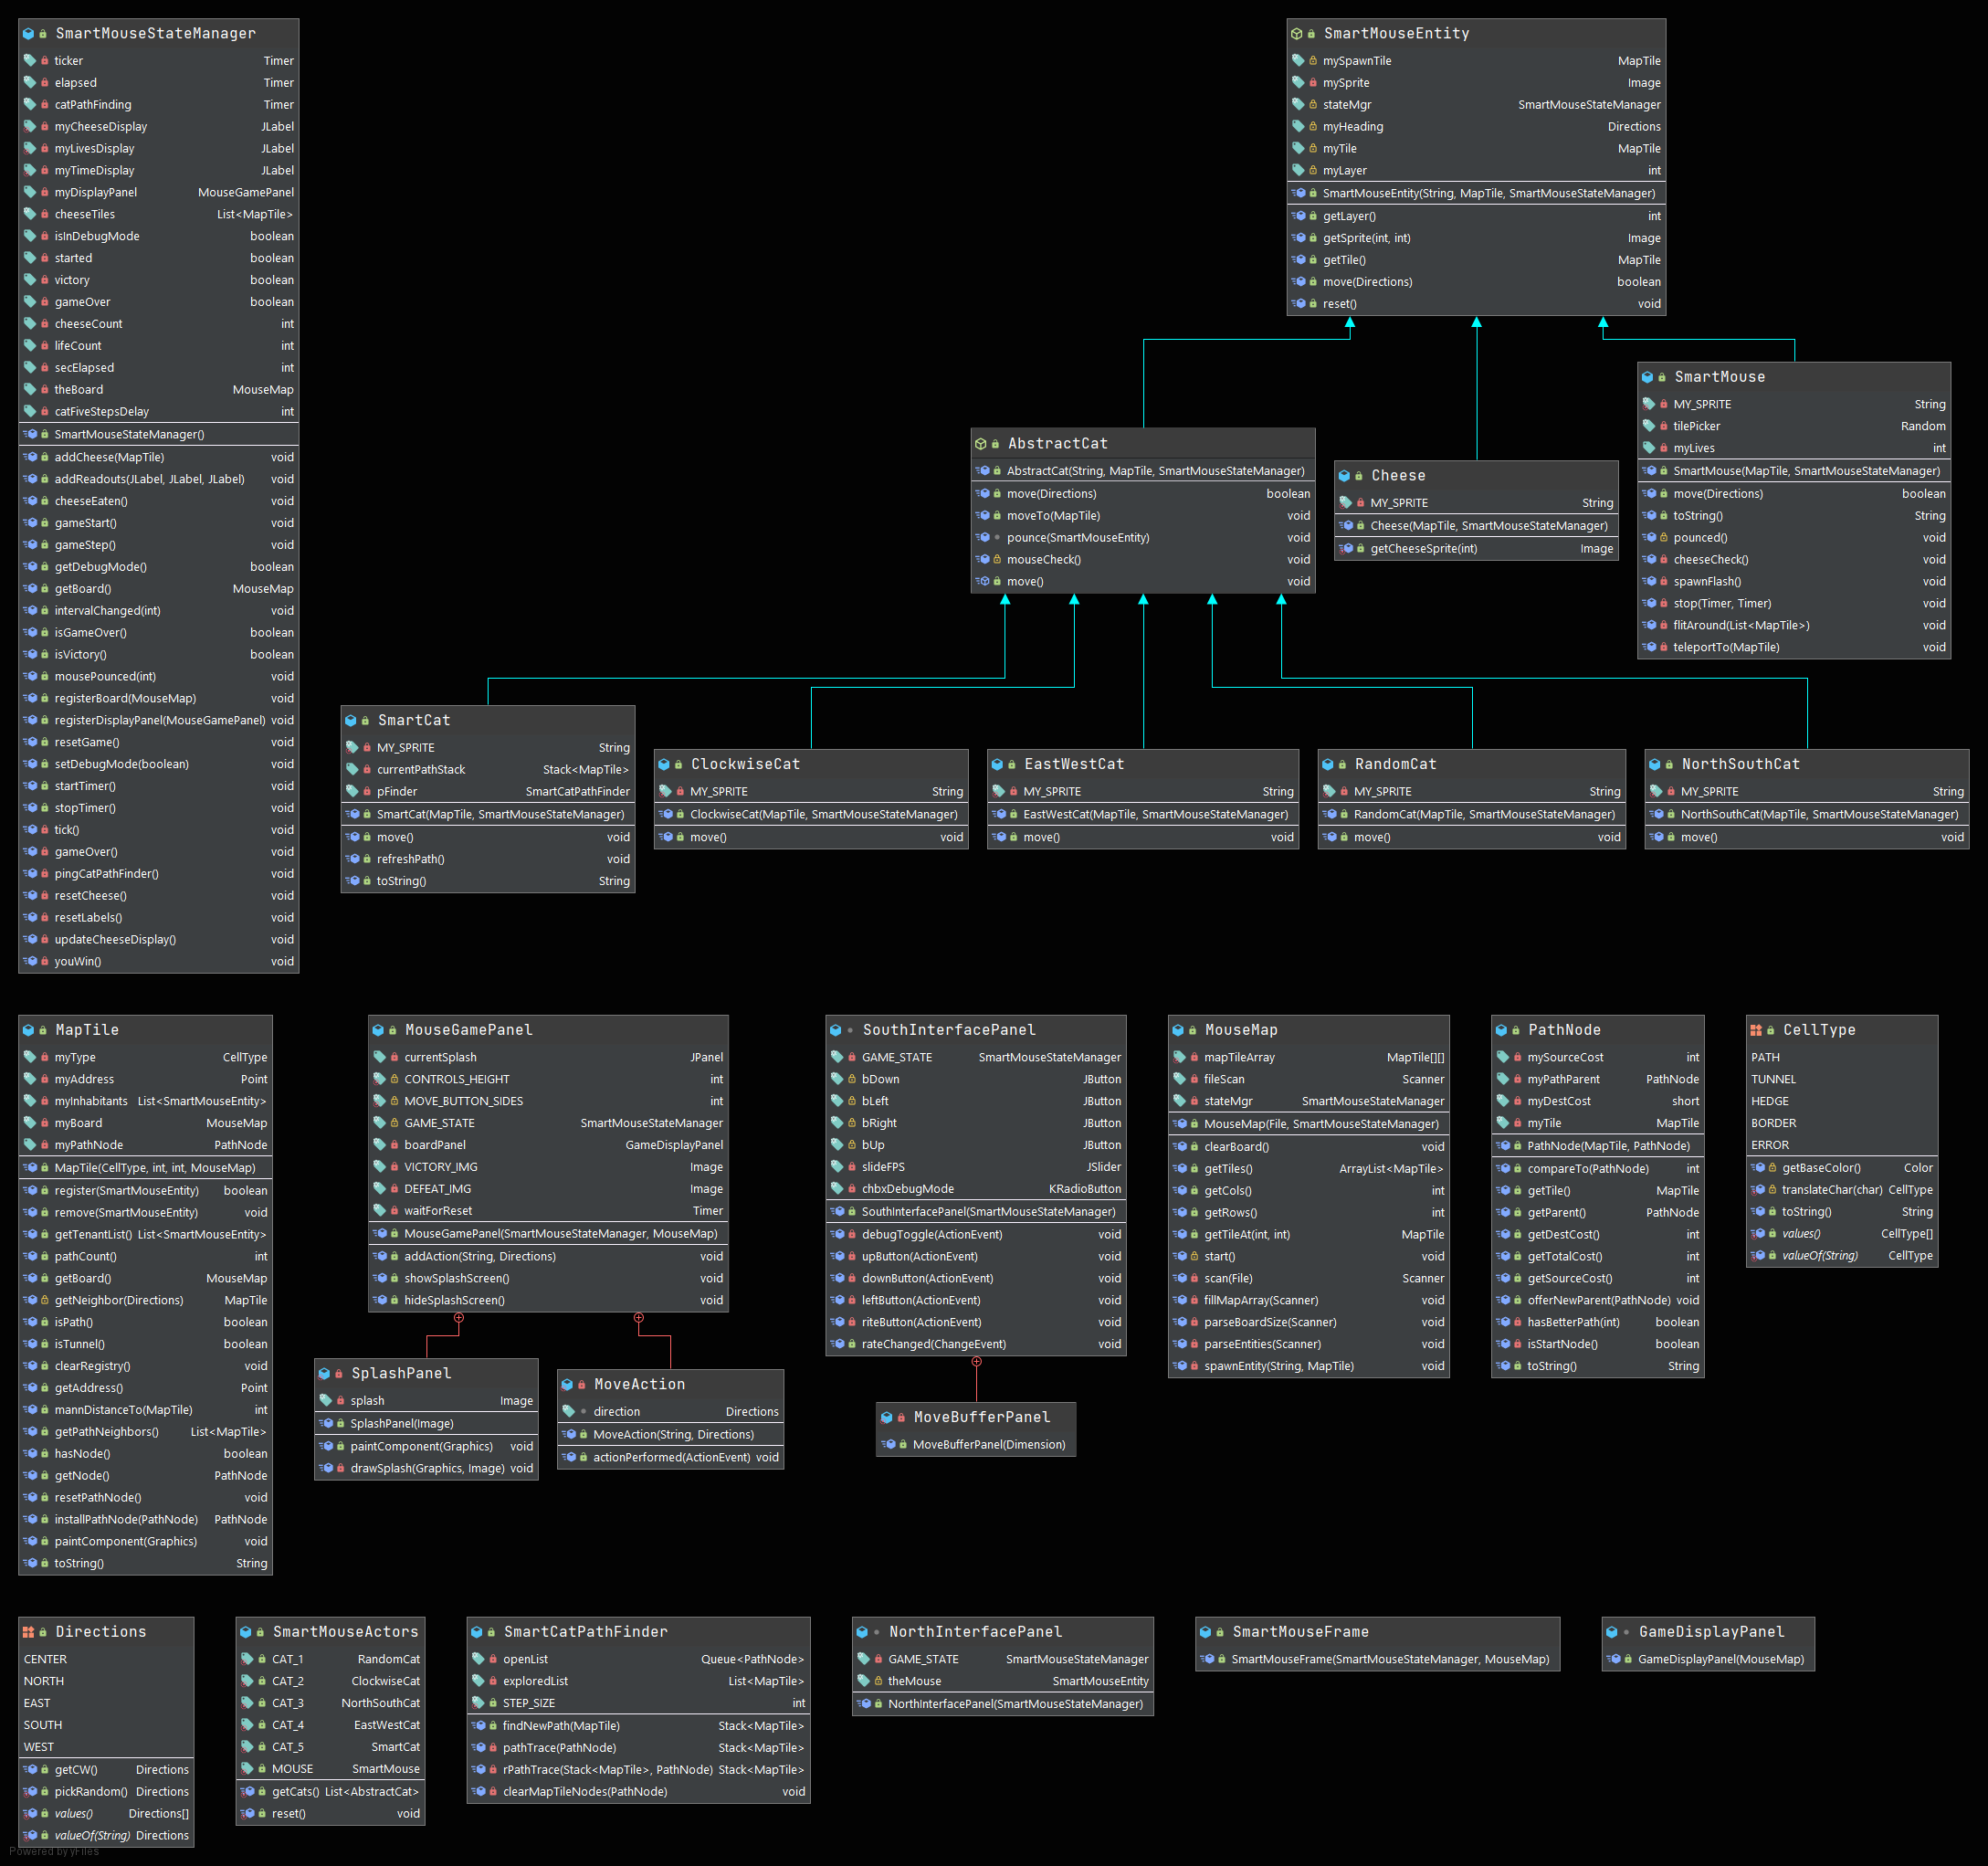 SmartMouseStateManager
ticker Timer
elapsed Timer
catPathFinding Timer
myCheeseDisplay JLabel
myLivesDisplay JLabel
myTimeDisplay JLabel
myDisplayPanel MouseGamePanel
cheeseTiles List<MapTile>
isInDebugMode boolean
started boolean
victory boolean
gameOver boolean
cheeseCount int
lifeCount int
secElapsed int
theBoard MouseMap
catFiveStepsDelay int
SmartMouseStateManager()
addCheese(MapTile) void
addReadouts(JLabel, JLabel, JLabel) void
cheeseEaten() void
gameStart() void
gameStep() void
getDebugMode() boolean
getBoard() MouseMap
intervalChanged(int) void
isGameOver() boolean
isVictory() boolean
mousePounced(int) void
registerBoard(MouseMap) void
registerDisplayPanel(MouseGamePanel) void
resetGame() void
setDebugMode(boolean) void
startTimer() void
stopTimer() void
tick() void
gameOver() void
pingCatPathFinder() void
resetCheese() void
resetLabels() void
updateCheeseDisplay() void
youWin() void
SmartMouseEntity
mySpawnTile MapTile
mySprite Image
stateMgr SmartMouseStateManager
myHeading Directions
myTile MapTile
myLayer int
SmartMouseEntity(String, MapTile, SmartMouseStateManager)
getLayer() int
getSprite(int, int) Image
getTile() MapTile
move(Directions) boolean
reset() void
AbstractCat
AbstractCat(String, MapTile, SmartMouseStateManager)
move(Directions) boolean
moveTo(MapTile) void
pounce(SmartMouseEntity) void
mouseCheck() void
move() void
Cheese
MY_SPRITE String
Cheese(MapTile, SmartMouseStateManager)
getCheeseSprite(int) Image
SmartMouse
MY_SPRITE String
tilePicker Random
myLives int
SmartMouse(MapTile, SmartMouseStateManager)
move(Directions) boolean
toString() String
pounced() void
cheeseCheck() void
spawnFlash() void
stop(Timer, Timer) void
flitAround(List<MapTile>) void
teleportTo(MapTile) void
SmartCat
MY_SPRITE String
currentPathStack Stack<MapTile>
pFinder SmartCatPathFinder
SmartCat(MapTile, SmartMouseStateManager)
move() void
refreshPath() void
toString() String
ClockwiseCat
MY_SPRITE String
ClockwiseCat(MapTile, SmartMouseStateManager)
move() void
EastWestCat
MY_SPRITE String
EastWestCat(MapTile, SmartMouseStateManager)
move() void
RandomCat
MY_SPRITE String
RandomCat(MapTile, SmartMouseStateManager)
move() void
NorthSouthCat
MY_SPRITE String
NorthSouthCat(MapTile, SmartMouseStateManager)
move() void
MapTile
myType CellType
myAddress Point
myInhabitants List<SmartMouseEntity>
myBoard MouseMap
myPathNode PathNode
MapTile(CellType, int, int, MouseMap)
register(SmartMouseEntity) boolean
remove(SmartMouseEntity) void
getTenantList() List<SmartMouseEntity>
pathCount() int
getBoard() MouseMap
getNeighbor(Directions) MapTile
isPath() boolean
isTunnel() boolean
clearRegistry() void
getAddress() Point
mannDistanceTo(MapTile) int
getPathNeighbors() List<MapTile>
hasNode() boolean
getNode() PathNode
resetPathNode() void
installPathNode(PathNode) PathNode
paintComponent(Graphics) void
toString() String
MouseGamePanel
currentSplash JPanel
CONTROLS_HEIGHT int
MOVE_BUTTON_SIDES int
GAME_STATE SmartMouseStateManager
boardPanel GameDisplayPanel
VICTORY_IMG Image
DEFEAT_IMG Image
waitForReset Timer
MouseGamePanel(SmartMouseStateManager, MouseMap)
addAction(String, Directions) void
showSplashScreen() void
hideSplashScreen() void
SplashPanel
splash Image
SplashPanel(Image)
paintComponent(Graphics) void
drawSplash(Graphics, Image) void
MoveAction
direction Directions
MoveAction(String, Directions)
actionPerformed(ActionEvent) void
SouthInterfacePanel
GAME_STATE SmartMouseStateManager
bDown JButton
bLeft JButton
bRight JButton
bUp JButton
slideFPS JSlider
chbxDebugMode KRadioButton
SouthInterfacePanel(SmartMouseStateManager)
debugToggle(ActionEvent) void
upButton(ActionEvent) void
downButton(ActionEvent) void
leftButton(ActionEvent) void
riteButton(ActionEvent) void
rateChanged(ChangeEvent) void
MoveBufferPanel
MoveBufferPanel(Dimension)
MouseMap
mapTileArray MapTile[][]
fileScan Scanner
stateMgr SmartMouseStateManager
MouseMap(File, SmartMouseStateManager)
clearBoard() void
getTiles() ArrayList<MapTile>
getCols() int
getRows() int
getTileAt(int, int) MapTile
start() void
scan(File) Scanner
fillMapArray(Scanner) void
parseBoardSize(Scanner) void
parseEntities(Scanner) void
spawnEntity(String, MapTile) void
PathNode
mySourceCost int
myPathParent PathNode
myDestCost short
myTile MapTile
PathNode(MapTile, PathNode)
compareTo(PathNode) int
getTile() MapTile
getParent() PathNode
getDestCost() int
getTotalCost() int
getSourceCost() int
offerNewParent(PathNode) void
hasBetterPath(int) boolean
isStartNode() boolean
toString() String
CellType
PATH
TUNNEL
HEDGE
BORDER
ERROR
getBaseColor() Color
translateChar(char) CellType
toString() String
values() CellType[]
valueOf(String) CellType
Directions
CENTER
NORTH
EAST
SOUTH
WEST
getCW() Directions
pickRandom() Directions
values() Directions[]
valueOf(String) Directions
SmartMouseActors
CAT_1 RandomCat
CAT_2 ClockwiseCat
CAT_3 NorthSouthCat
CAT_4 EastWestCat
CAT_5 SmartCat
MOUSE SmartMouse
getCats() List<AbstractCat>
reset() void
SmartCatPathFinder
openList Queue<PathNode>
exploredList List<MapTile>
STEP_SIZE int
findNewPath(MapTile) Stack<MapTile>
pathTrace(PathNode) Stack<MapTile>
rPathTrace(Stack<MapTile>, PathNode) Stack<MapTile>
clearMapTileNodes(PathNode) void
NorthInterfacePanel
GAME_STATE SmartMouseStateManager
theMouse SmartMouseEntity
NorthInterfacePanel(SmartMouseStateManager)
SmartMouseFrame
SmartMouseFrame(SmartMouseStateManager, MouseMap)
GameDisplayPanel
GameDisplayPanel(MouseMap)
Powered by yFiles